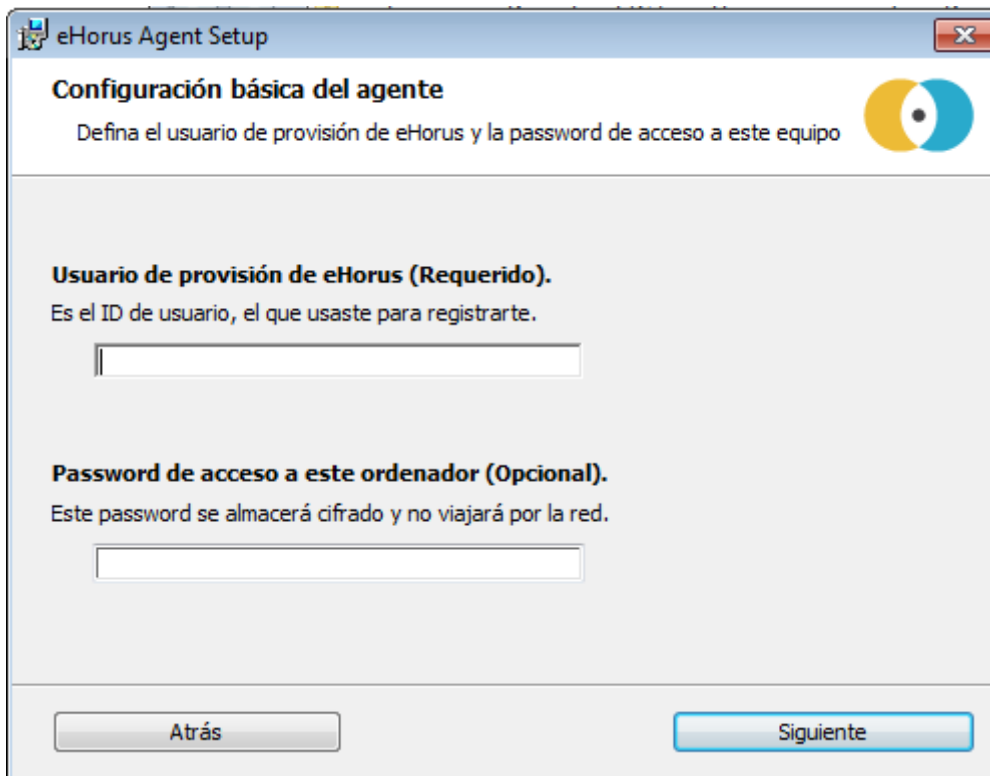 eHorus Agent Setup
Configuración básica del agente
Defina el usuario de provisión de eHorus y la password de acceso a este equipo
Usuario de provisión de eHorus (Requerido).
Es el ID de usuario, el que usaste para registrarte.
Password de acceso a este ordenador (Opcional).
Este password se almacerá cifrado y no viajará por la red.
Atrás
Siguiente